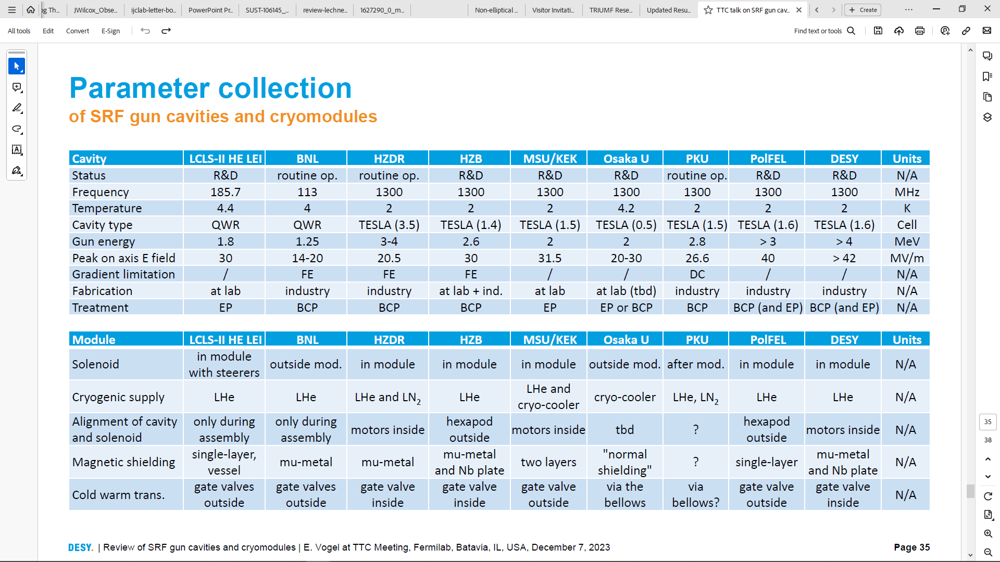 og Th...
JWilcox_Obse...
ijclab-letter-bo...
PowerPoint Pr...
SUST-106145_...
review-lechne...
1627290_0_m...
Non-elliptical ...
Visitor Invitati...
TRIUMF Rese...
Updated Resu...
TTC talk on SRF gun cav...
Create
All tools Edit Convert E-Sign
Find text or tools
Parameter collection
of SRF gun cavities and cryomodules
Cavity LCLS-II HE LEI BNL HZDR HZB MSU/KEK Osaka U PKU PolFEL DESY Units
Status R&D routine op. routine op. R&D R&D R&D routine op. R&D R&D N/A
Frequency 185.7 113 1300 1300 1300 1300 1300 1300 1300 MHz
Temperature 4.4 4 2 2 2 4.2 2 2 2 K
Cavity type QWR QWR TESLA (3.5) TESLA (1.4) TESLA (1.5) TESLA (0.5) TESLA (1.5) TESLA (1.6) TESLA (1.6) Cell
Gun energy 1.8 1.25 3-4 2.6 2 2 2.8 > 3 > 4 MeV
Peak on axis E field 30 14-20 20.5 30 31.5 20-30 26.6 40 > 42 MV/m
Gradient limitation / FE FE FE / / DC / / N/A
Fabrication at lab industry industry at lab + ind. at lab at lab (tbd) industry industry industry N/A
Treatment EP BCP BCP BCP EP EP or BCP BCP BCP (and EP) BCP (and EP) N/A
Module LCLS-II HE LEI BNL HZDR HZB MSU/KEK Osaka U PKU PolFEL DESY Units
Solenoid
in module
with steerers
outside mod. in module in module in module outside mod. after mod. in module in module N/A
Cryogenic supply LHe LHe LHe and LN2 LHe
LHe and
cryo-cooler
cryo-cooler LHe, LN2 LHe LHe N/A
Alignment of cavity
and solenoid
only during
assembly
only during
assembly
motors inside
hexapod
outside
motors inside tbd ?
hexapod
outside
motors inside N/A
Magnetic shielding
single-layer,
vessel
mu-metal mu-metal
mu-metal
and Nb plate
two layers
"normal
shielding"
? single-layer
mu-metal
and Nb plate
N/A
Cold warm trans.
gate valves
outside
gate valves
outside
gate valve
inside
gate valve
inside
gate valve
outside
via the
bellows
via
bellows?
gate valve
outside
gate valve
inside
N/A
35
38
DESY. | Review of SRF gun cavities and cryomodules | E. Vogel at TTC Meeting, Fermilab, Batavia, IL, USA, December 7, 2023
Page 35